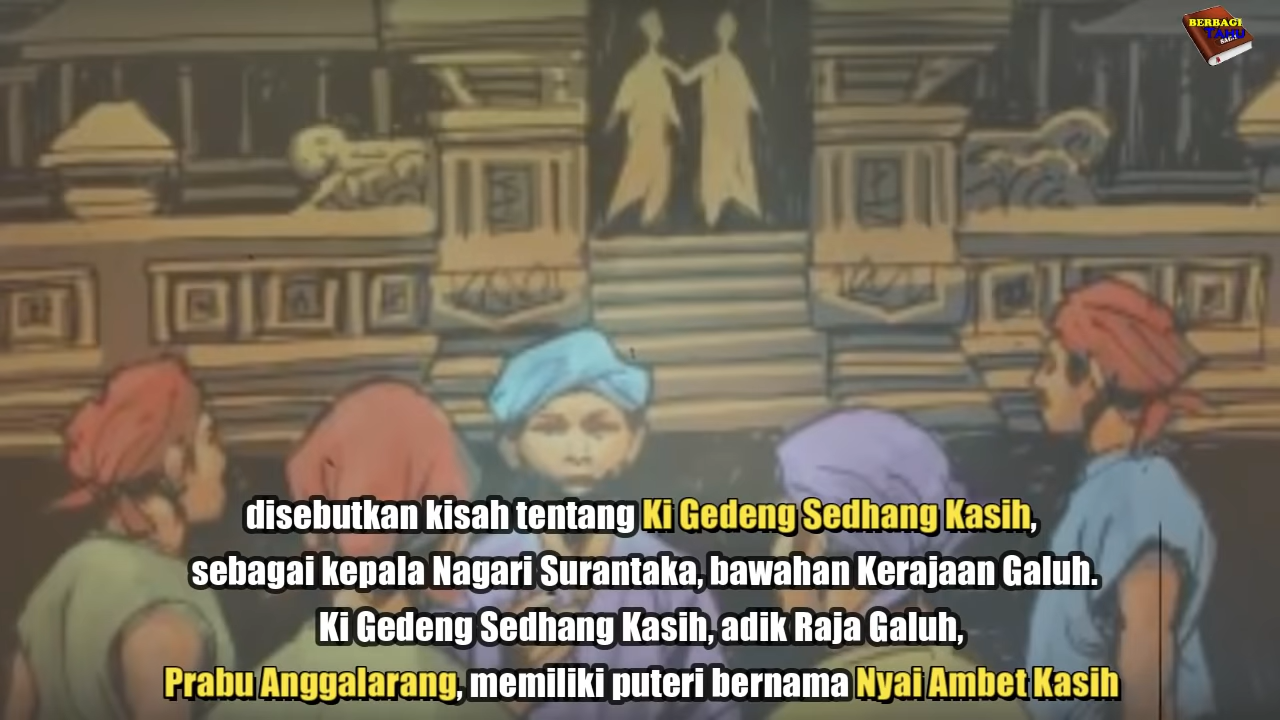 BERBAGI
TAHU
disebutkan kisah tentang Ki Gedeng Sedhang Kasih,
sebagai kepala Nagari Surantaka, bawahan Kerajaan Galuh.
Ki Gedeng Sedhang Kasih, adik Raja Galuh,
Prabu Anggalarang, memiliki puteri bernama Nyai Ambet Kasih